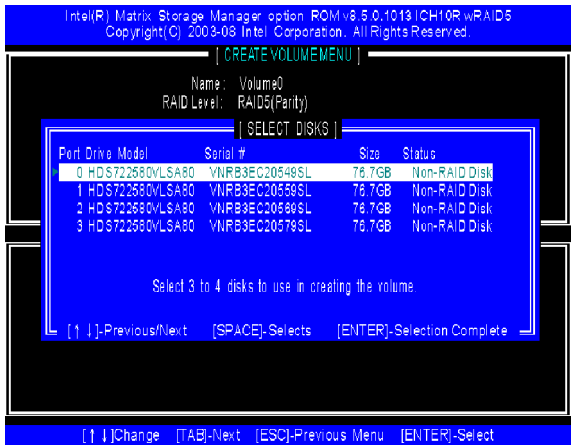 Intel(R) Matrix Storage Manager option ROM v8.5.0.1013 ICH10R wRAID5
Copyright(C) 2003-08 Intel Corporation. All Rights Reserved.
[ CREATE VOLUME MENU ]
Name : Volume0
RAID Level : RAID5(Parity)
[ SELECT DISKS ]
Port Drive Model Serial # Size Status
0 HDS722580VLSA80 VNRB3EC20549SL 76.7GB Non-RAID Disk
1 HDS722580VLSA80 VNRB3EC20559SL 76.7GB Non-RAID Disk
2 HDS722580VLSA80 VNRB3EC20569SL 76.7GB Non-RAID Disk
3 HDS722580VLSA80 VNRB3EC20579SL 76.7GB Non-RAID Disk
Select 3 to 4 disks to use in creating the volume.
[↑↓]-Previous/Next [SPACE]-Selects [ENTER]-Selection Complete
[↑↓]Change [TAB]-Next [ESC]-Previous Menu [ENTER]-Select